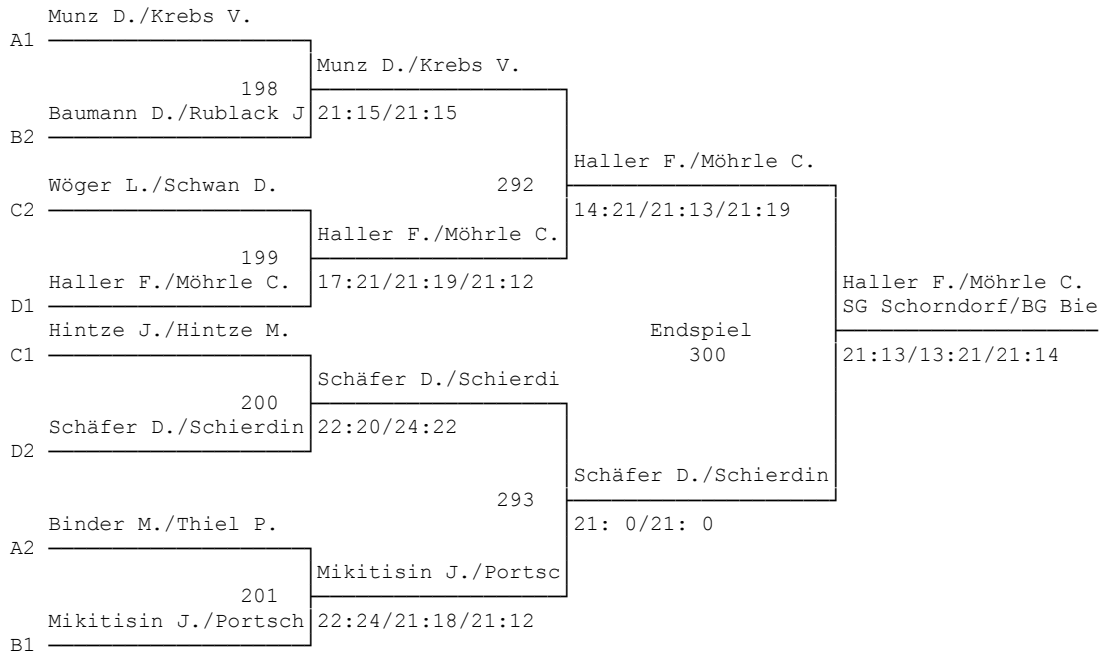 Munz D./Krebs V.
A1
Munz D./Krebs V.
198
Baumann D./Rublack J
21:15/21:15
B2
Haller F./Möhrle C.
Wöger L./Schwan D.
292
C2
14:21/21:13/21:19
Haller F./Möhrle C.
199
Haller F./Möhrle C.
17:21/21:19/21:12
Haller F./Möhrle C.
D1
SG Schorndorf/BG Bie
Hintze J./Hintze M.
Endspiel
C1
300
21:13/13:21/21:14
Schäfer D./Schierdi
200
Schäfer D./Schierdin
22:20/24:22
D2
Schäfer D./Schierdin
293
Binder M./Thiel P.
21: 0/21: 0
A2
Mikitisin J./Portsc
201
Mikitisin J./Portsch
22:24/21:18/21:12
B1